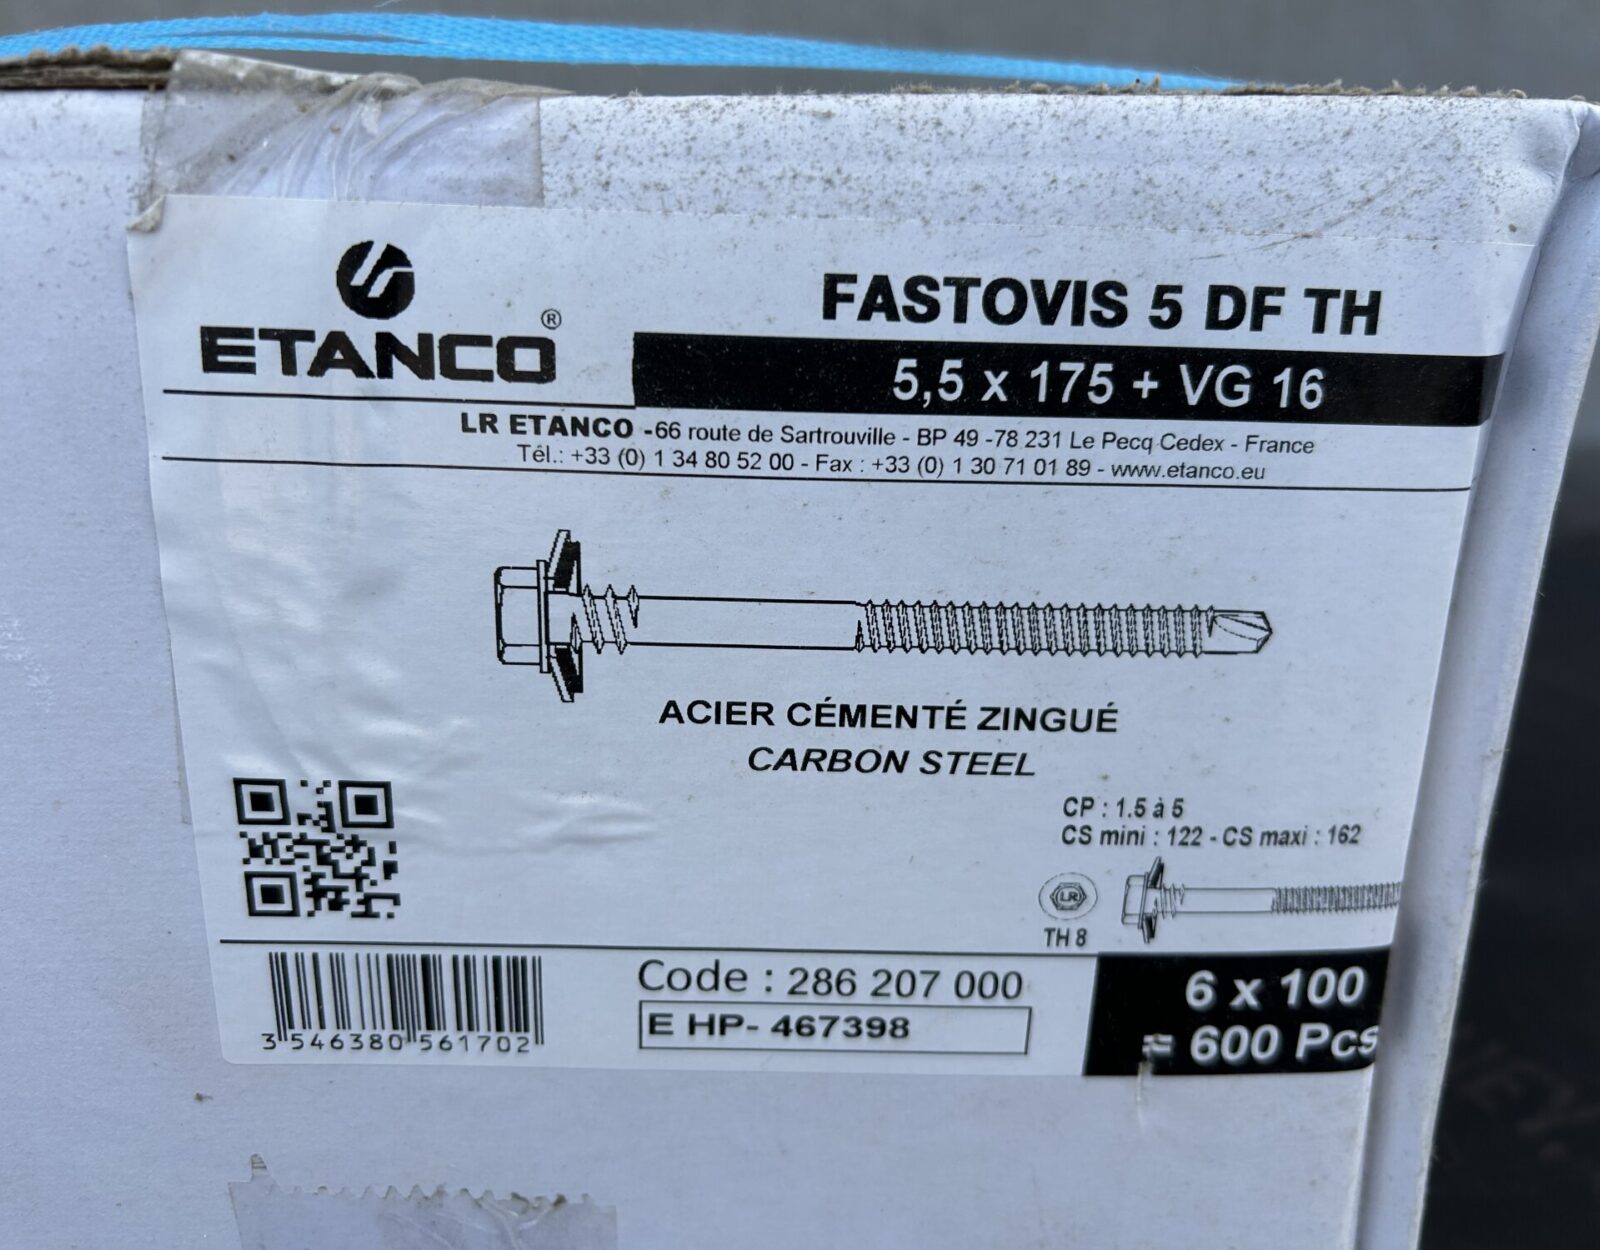 ETANCO®
FASTOVIS 5 DF TH
5,5 x 175 + VG 16
LR ETANCO -66 route de Sartrouville - BP 49 -78 231 Le Pecq Cedex - France
Tél.: +33 (0) 1 34 80 52 00 - Fax : +33 (0) 1 30 71 01 89 - www.etanco.eu
ACIER CÉMENTÉ ZINGUÉ
CARBON STEEL
CP : 1.5 à 5
CS mini : 122 - CS maxi : 162
LR
TH 8
3 546380 561702
Code : 286 207 000
E HP- 467398
6 x 100
= 600 Pcs